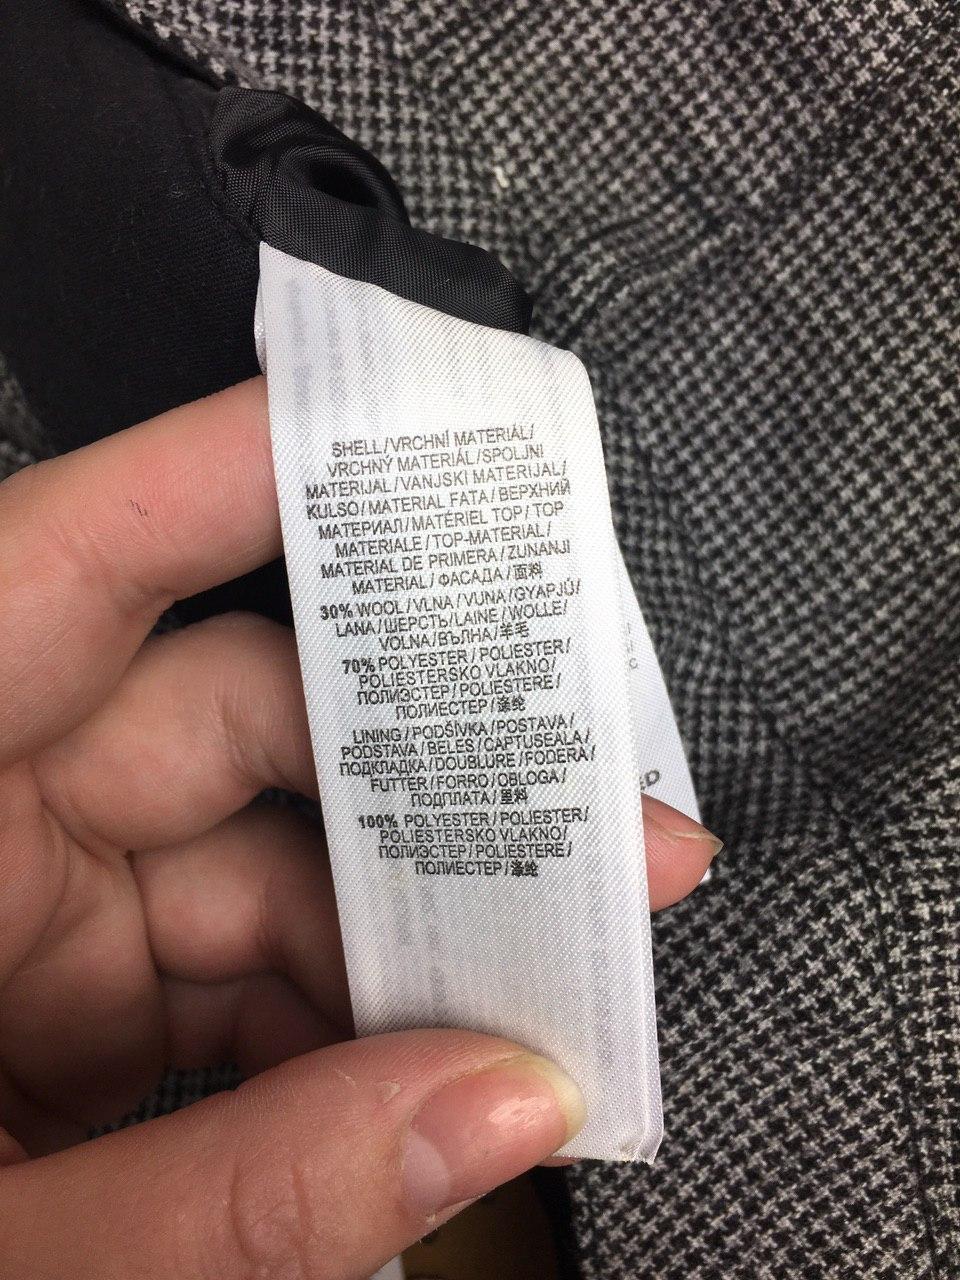 SHELL/VRCHNÍ MATERIÁL/
VRCHNÝ MATERIÁL/SPOLJNI
MATERIJAL/VANJSKI MATERIJAL/
KULSO/MATERIAL FATA/ВЕРХНИЙ
МАТЕРИАЛ/MATÉRIEL TOP/TOP
MATERIALE/TOP-MATERIAL/
MATERIAL DE PRIMERA/ZUNANJI
MATERIAL/ФАСАДА/面料
30% WOOL/VLNA/VUNA/GYAPJÚ/
LANA/ШЕРСТЬ/LAINE/WOLLE/
VOLNA/ВЪЛНА/羊毛
70% POLYESTER/POLIESTER/
POLIESTERSKO VLAKNO/
ПОЛИЭСТЕР/POLIESTERE/
ПОЛИЕСТЕР/涤纶
LINING/PODŠÍVKA/POSTAVA/
PODSTAVA/BELES/CAPTUSEALA/
ПОДКЛАДКА/DOUBLURE/FODERA/
FUTTER/FORRO/OBLOGA/
ПОДПЛАТА/里料
100% POLYESTER/POLIESTER/
POLIESTERSKO VLAKNO/
ПОЛИЭСТЕР/POLIESTERE/
ПОЛИЕСТЕР/涤纶